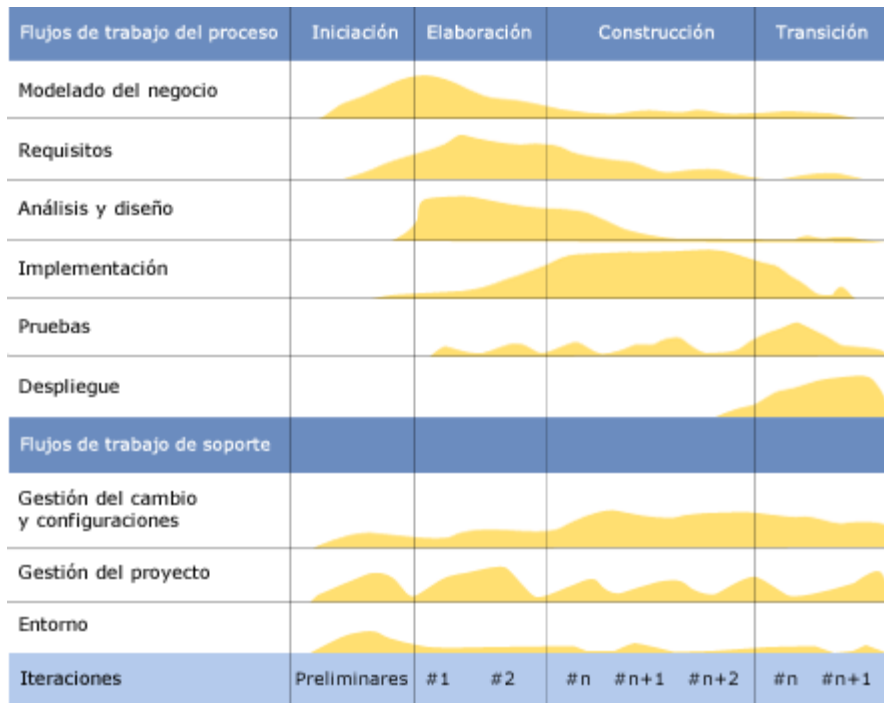 Flujos de trabajo del proceso Iniciación Elaboración Construcción Transición
Modelado del negocio
Requisitos
Análisis y diseño
Implementación
Pruebas
Despliegue
Flujos de trabajo de soporte
Gestión del cambio
y configuraciones
Gestión del proyecto
Entorno
Iteraciones Preliminares #1 #2 #n #n+1 #n+2 #n #n+1